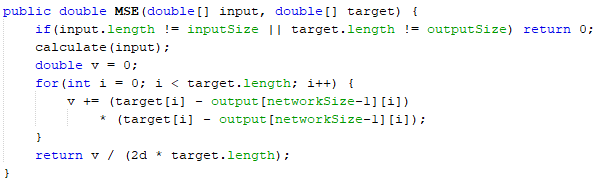 public double MSE(double[] input, double[] target) {
    if(input.length != inputSize || target.length != outputSize) return 0;
    calculate(input);
    double v = 0;
    for(int i = 0; i < target.length; i++) {
        v += (target[i] - output[networkSize-1][i])
            * (target[i] - output[networkSize-1][i]);
    }
    return v / (2d * target.length);
}